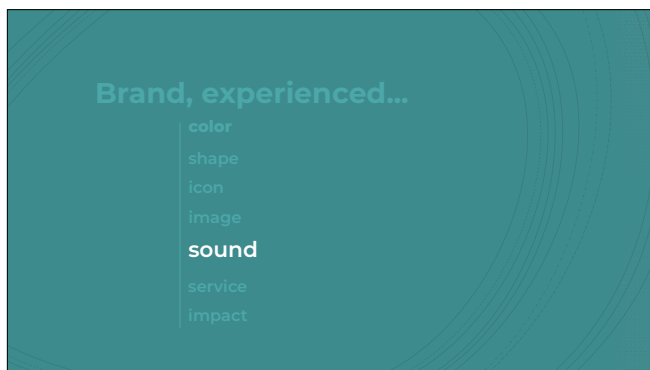 Brand, experienced...
color
shape
icon
image
sound
service
impact